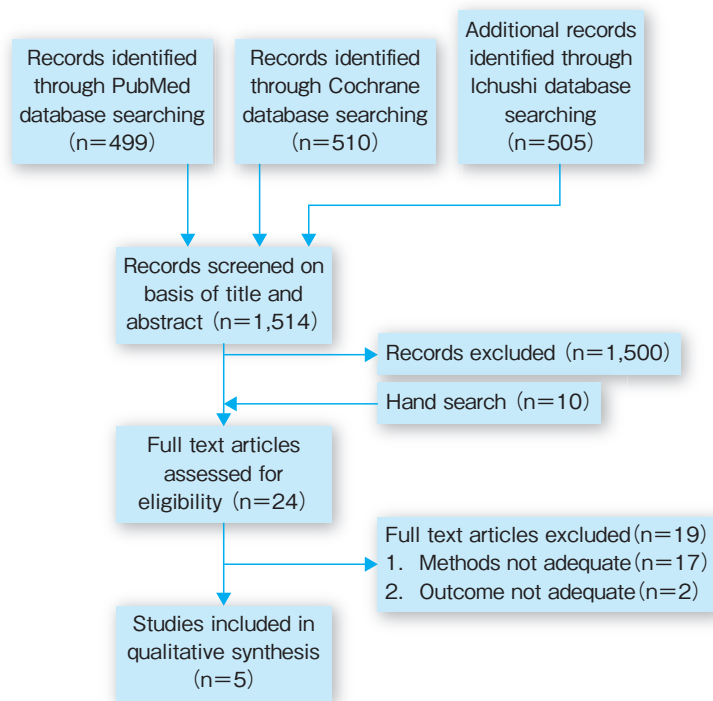 Records identified
through PubMed
database searching
(n=499)
Records identified
through Cochrane
database searching
(n=510)
Additional records
identified through
Ichushi database
searching
(n=505)
Records screened on
basis of title and
abstract (n=1,514)
Records excluded (n=1,500)
Hand search (n=10)
Full text articles
assessed for
eligibility (n=24)
Full text articles excluded(n=19)
1. Methods not adequate(n=17)
2. Outcome not adequate(n=2)
Studies included in
qualitative synthesis
(n=5)